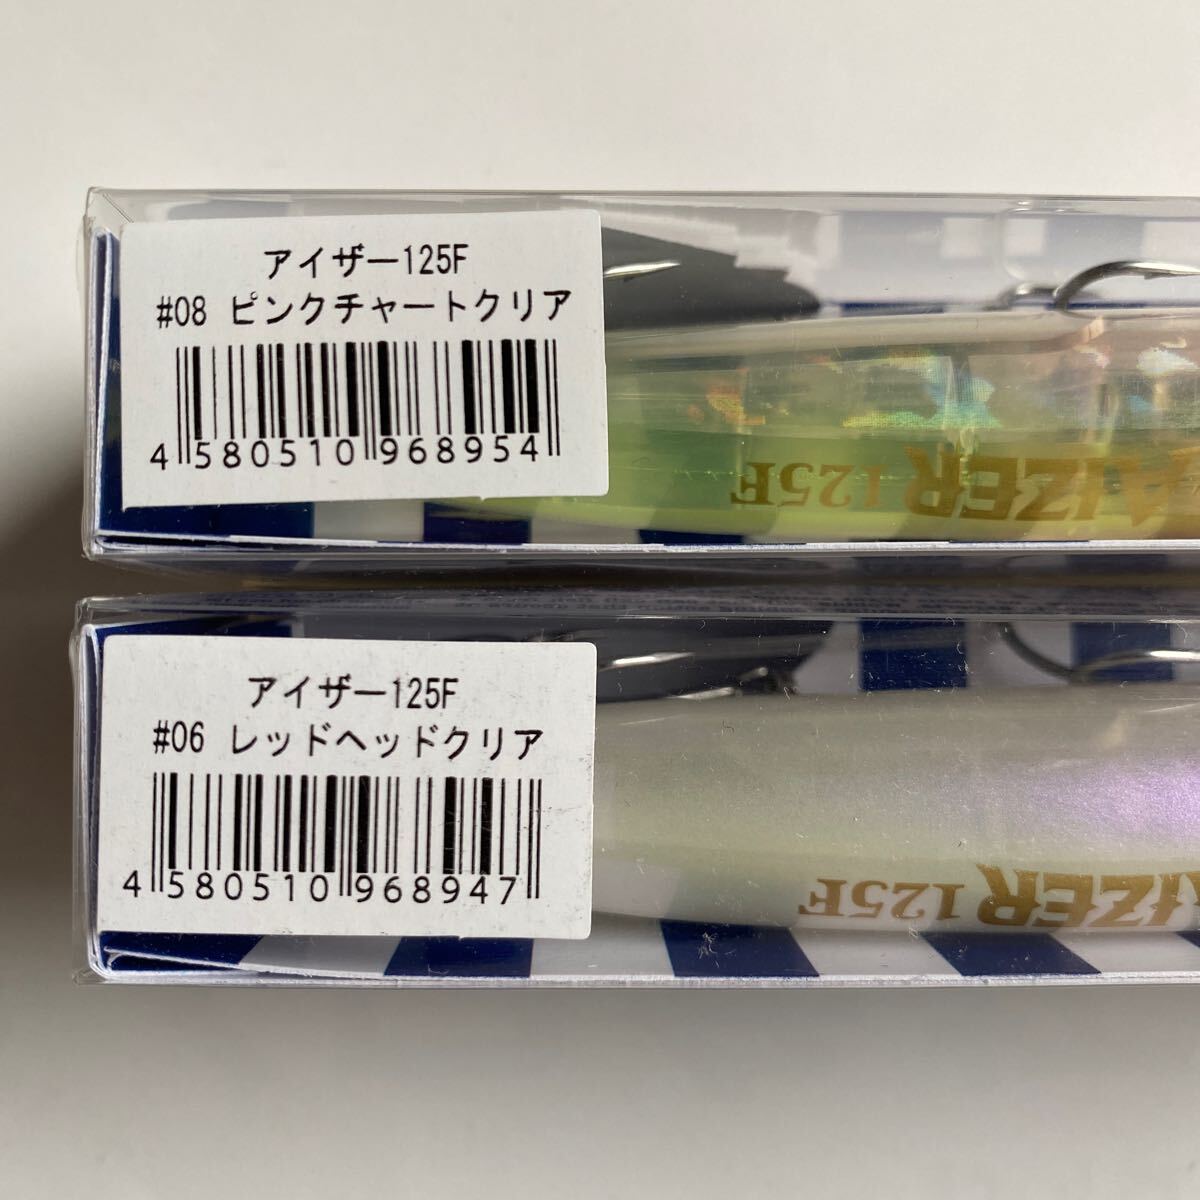 アイザー125F
#08 ピンクチャートクリア
4 580510 968954
AIZER 125F
アイザー125F
#06 レッドヘッドクリア
4 580510 968947
AIZER 125F